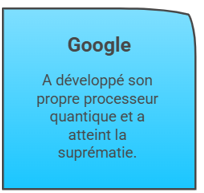 Google
A développé son
propre processeur
quantique et a
atteint la
suprématie.